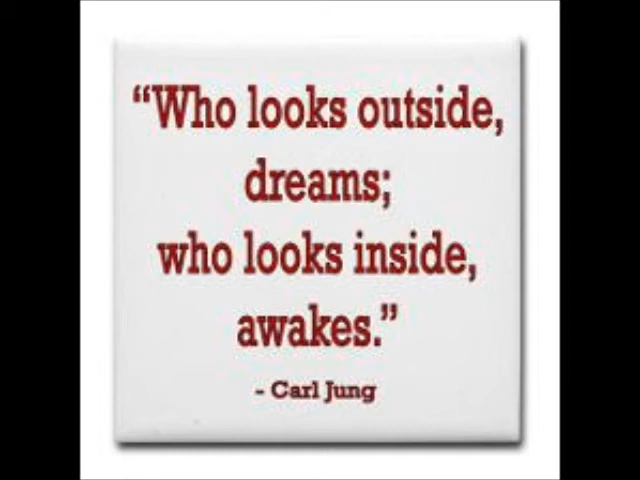 “Who looks outside,
dreams;
who looks inside,
awakes.”
- Carl Jung